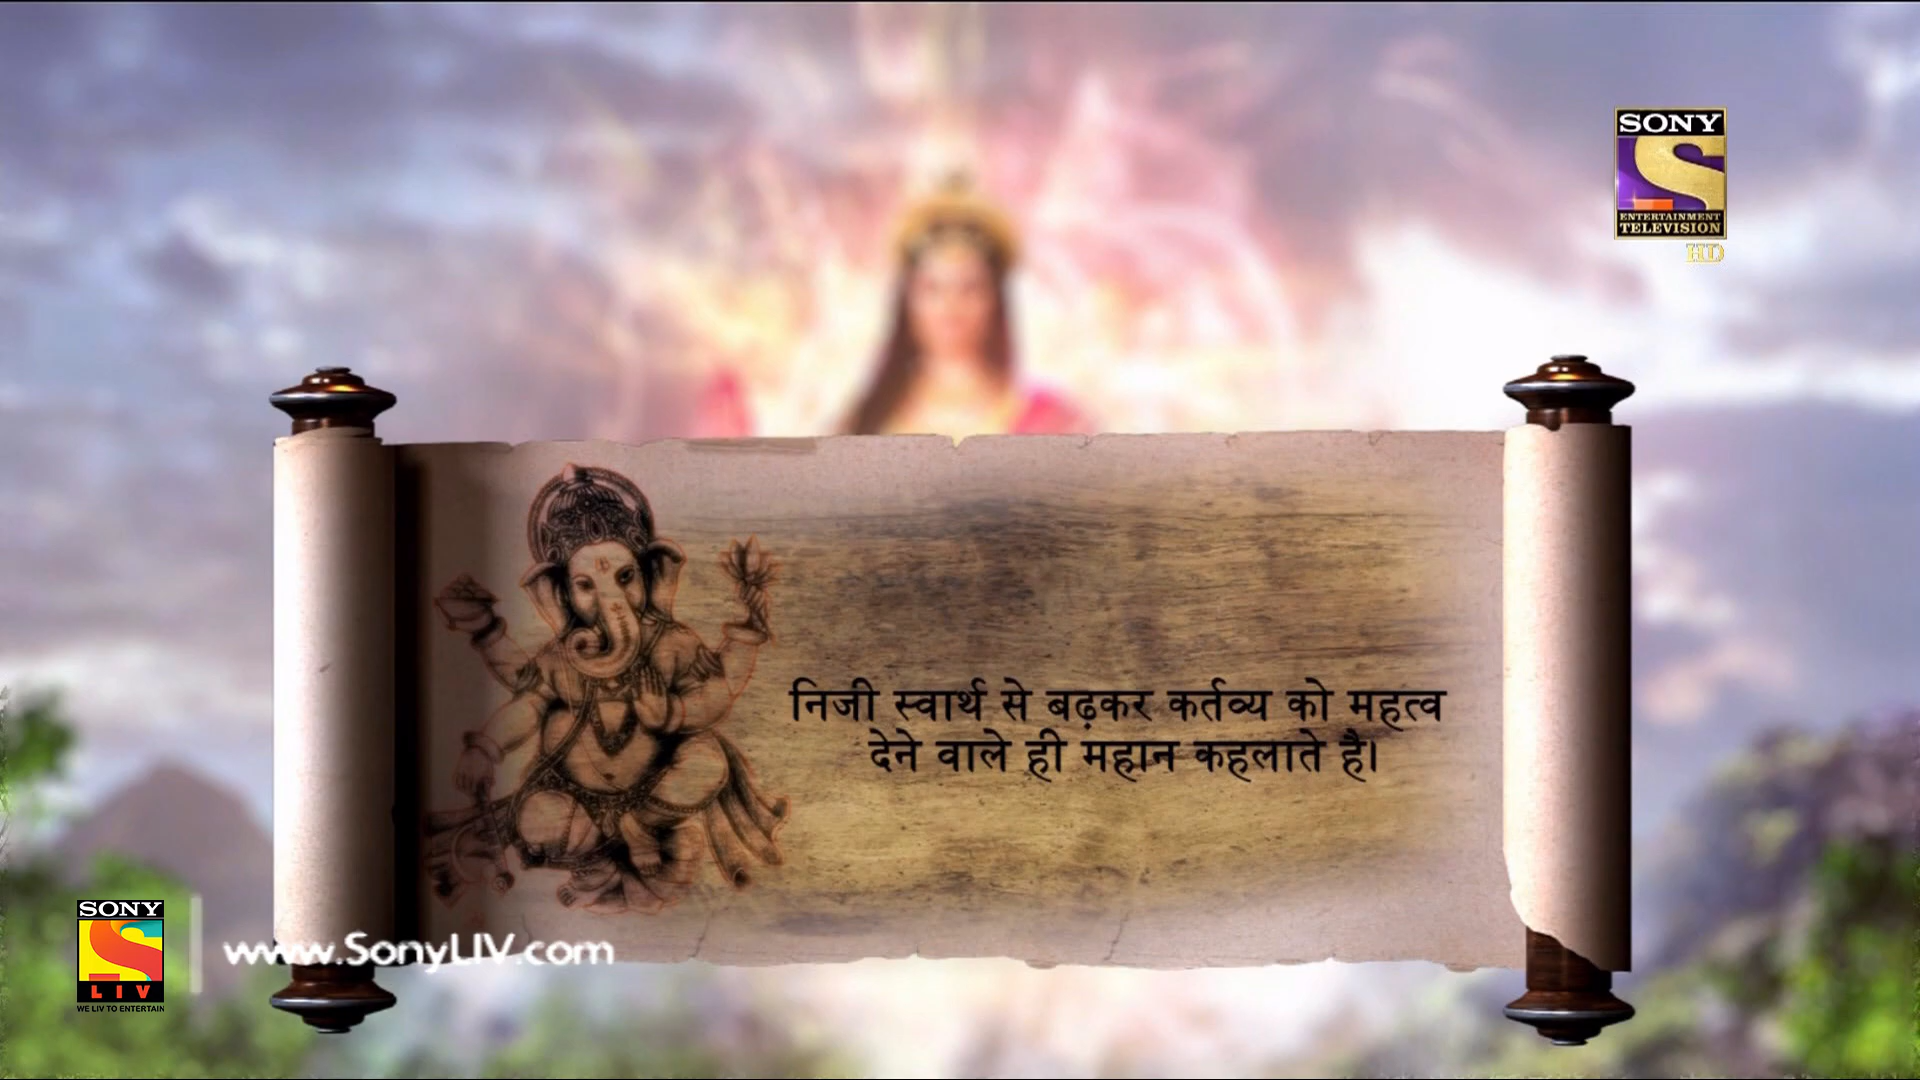 SONY
ENTERTAINMENT
TELEVISION
HD
निजी स्वार्थ से बढ़कर कर्तव्य को महत्व
देने वाले ही महान कहलाते है।
SONY
LIV
WE LIV TO ENTERTAIN
www.SonyLIV.com